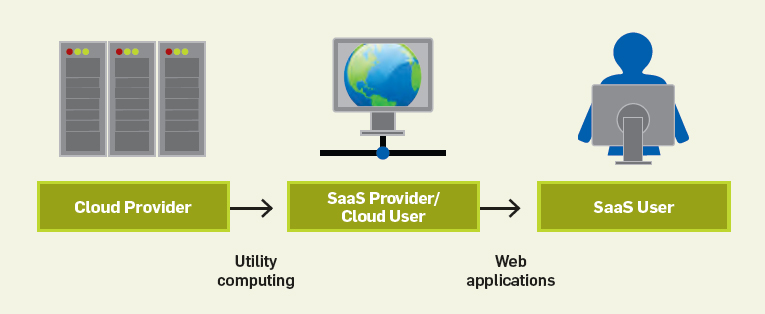 Cloud Provider
SaaS Provider/
Cloud User
SaaS User
Utility
computing
Web
applications